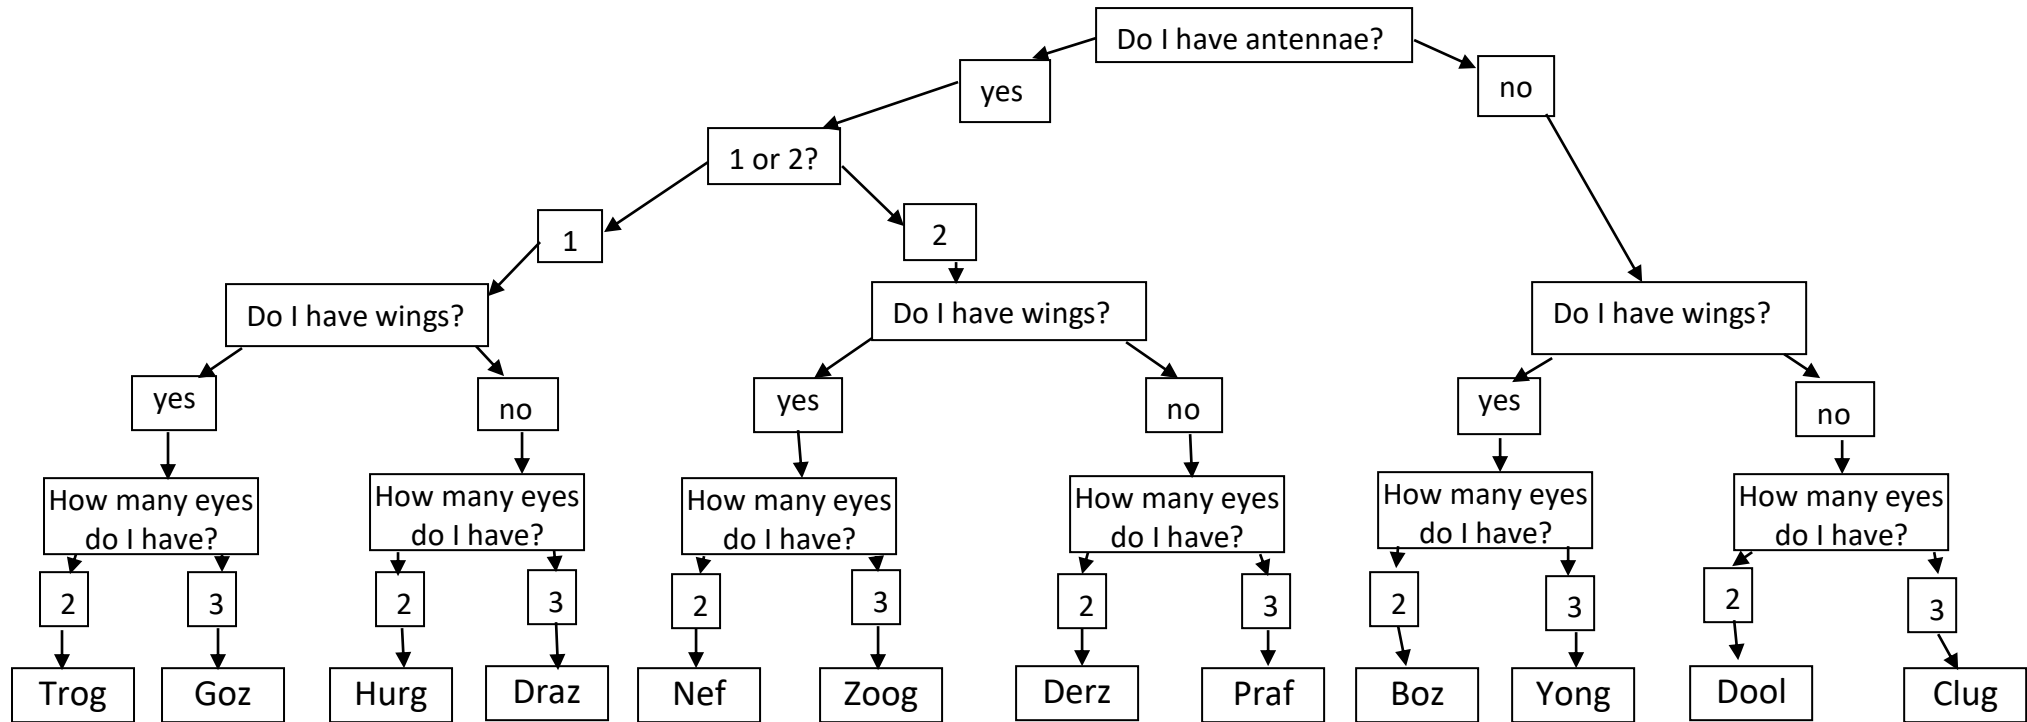 Do I have antennae?
yes
no
1 or 2?
1
2
Do I have wings?
Do I have wings?
Do I have wings?
yes
no
yes
no
yes
no
How many eyes
do I have?
How many eyes
do I have?
How many eyes
do I have?
How many eyes
do I have?
How many eyes
do I have?
How many eyes
do I have?
2
3
2
3
2
3
2
3
2
3
2
3
Trog
Goz
Hurg
Draz
Nef
Zoog
Derz
Praf
Boz
Yong
Dool
Clug